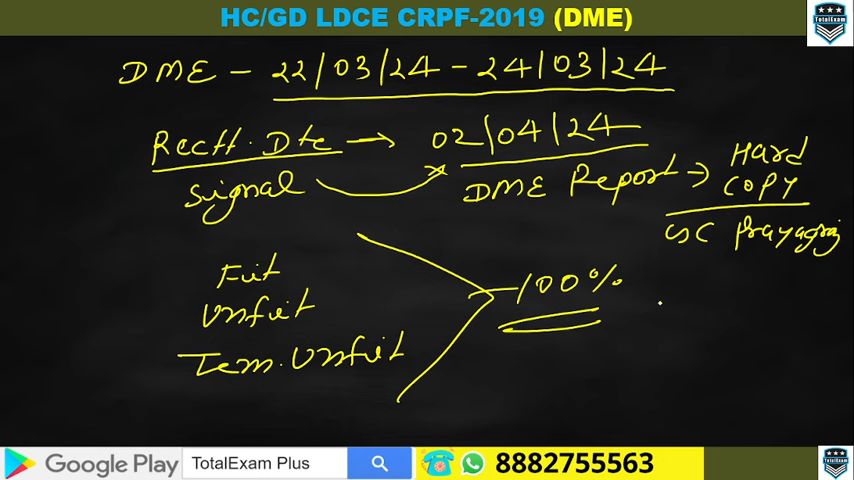 HC/GD LDCE CRPF-2019 (DME)
TotalExam
DME - 22/03/24 - 24/03/24
Rectt. Dte → 02/04/24
Signal
DME Report → Hard
COPY
GC Prayagraj
Fit
Unfit
Tem. Unfit
100%
Google Play
TotalExam Plus
8882755563
TotalExam